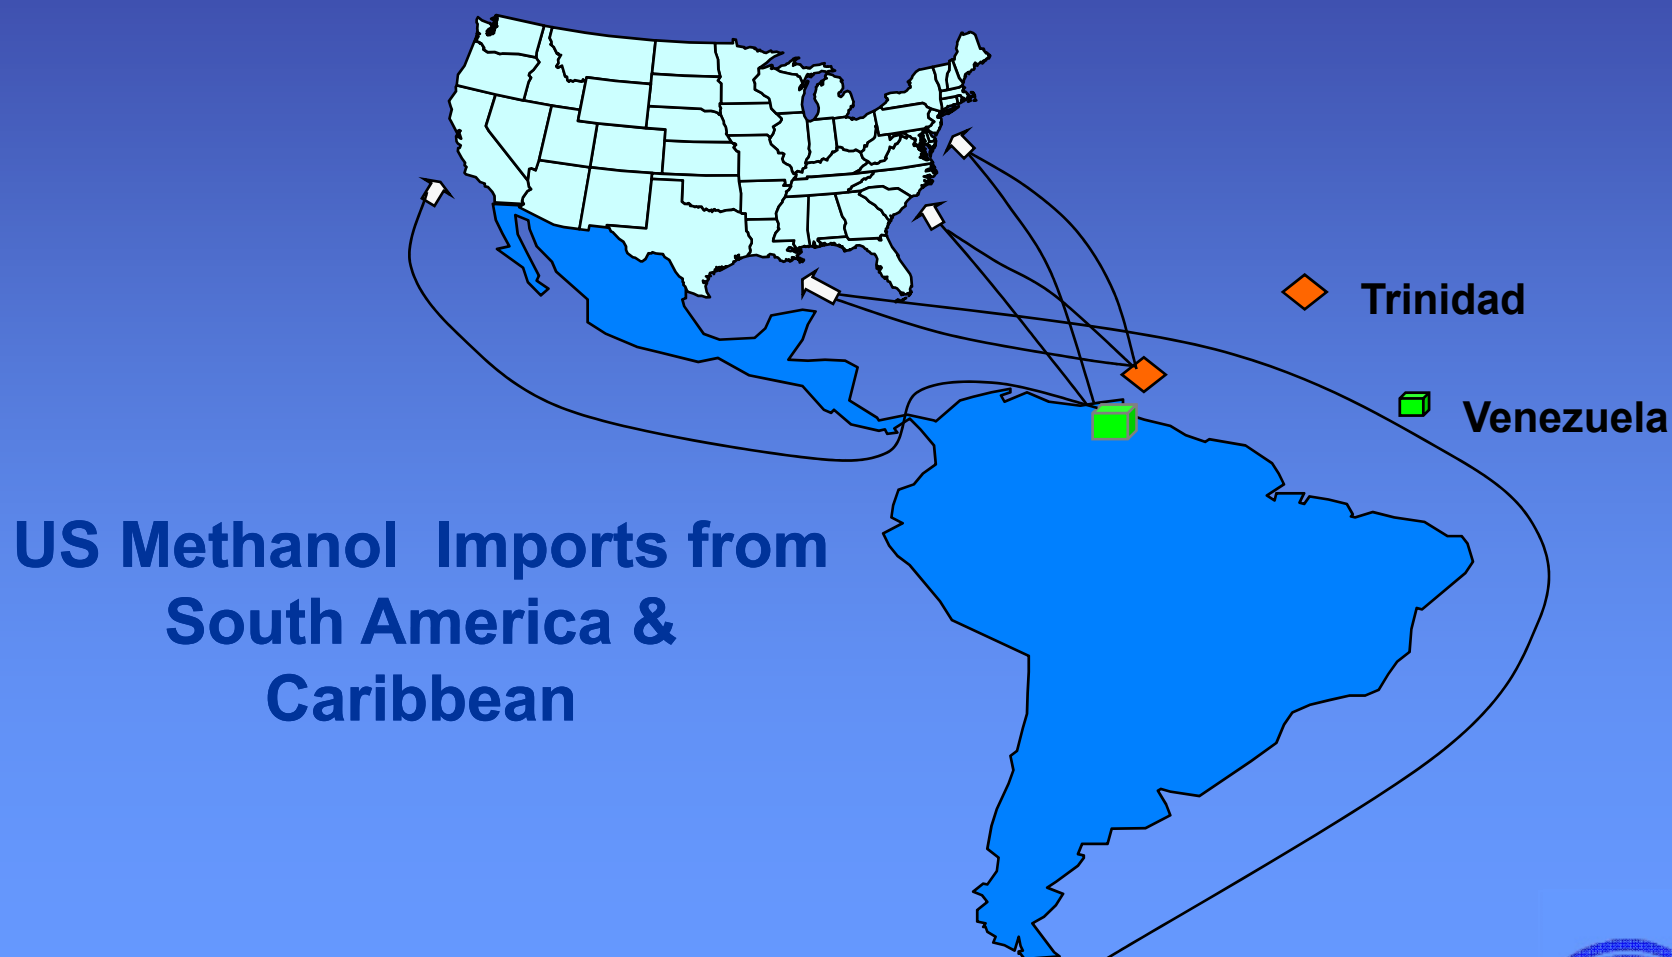 Trinidad
Venezuela
US Methanol  Imports from
South America &
Caribbean